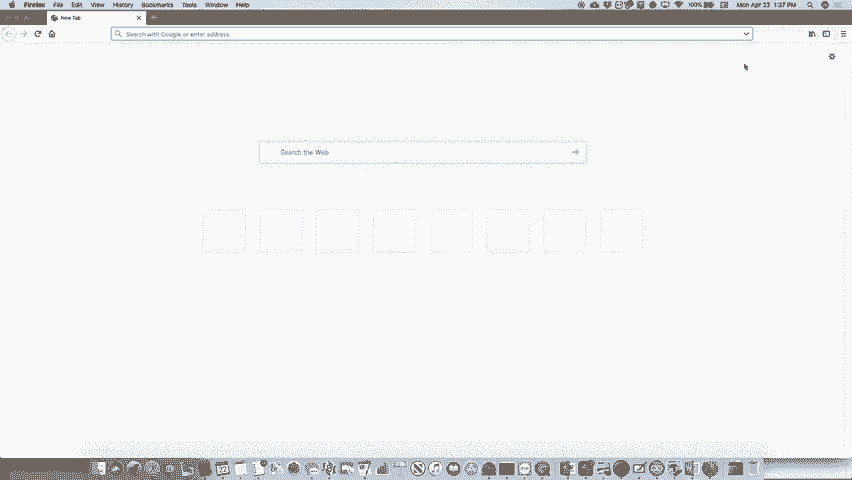 Firefox File Edit View History Bookmarks Tools Window Help 100% Mon Apr 22 1:37 PM
New Tab
Search with Google or enter address
Search the Web